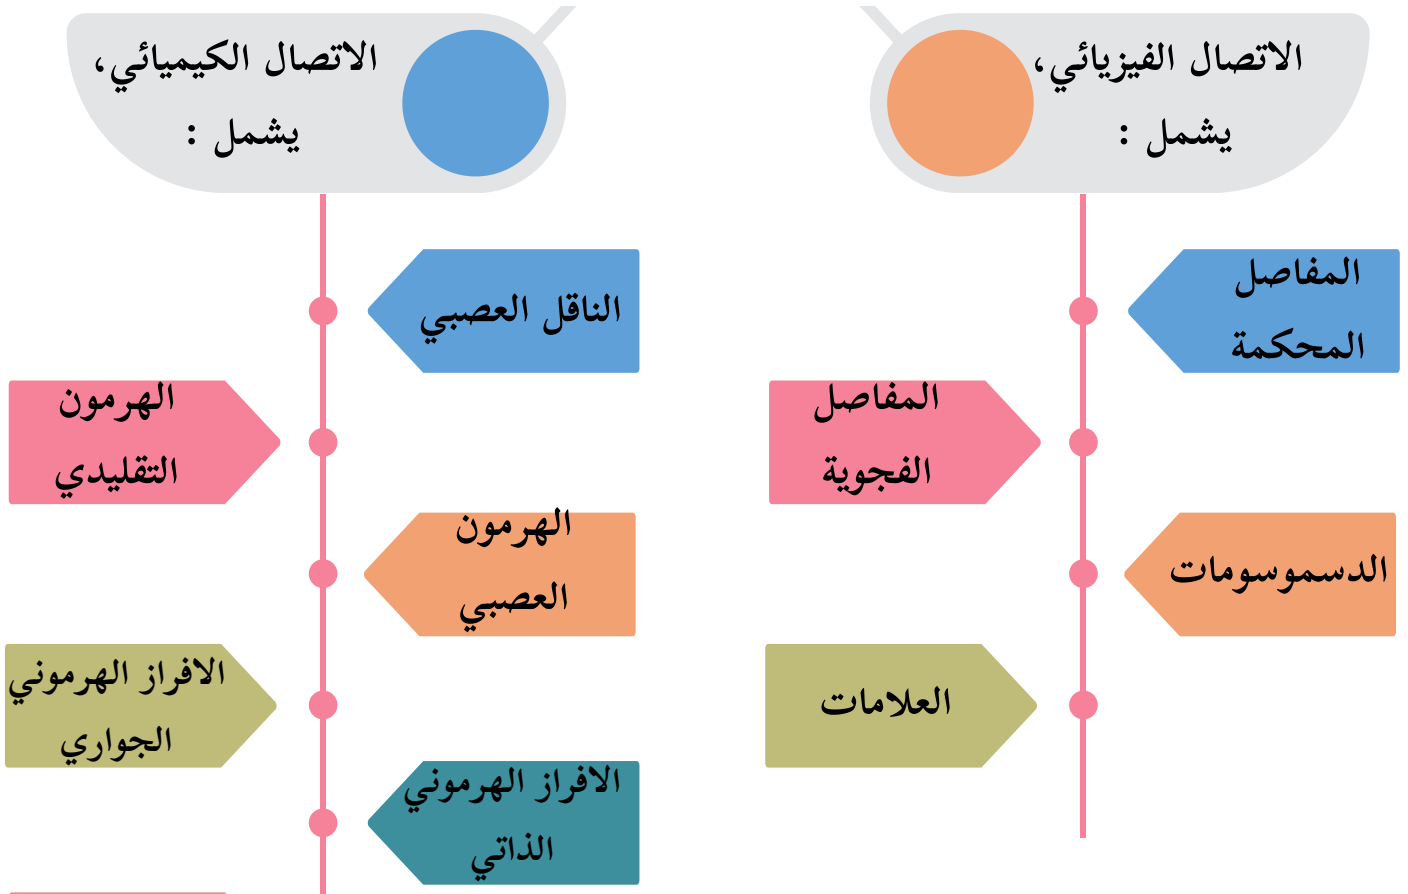 الاتصال الفيزيائي،
يشمل :
المفاصل
المحكمة
المفاصل
الفجوية
الدسموسومات
العلامات
الاتصال الكيميائي،
يشمل :
الناقل العصبي
الهرمون
التقليدي
الهرمون
العصبي
الافراز الهرموني
الجواري
الافراز الهرموني
الذاتي